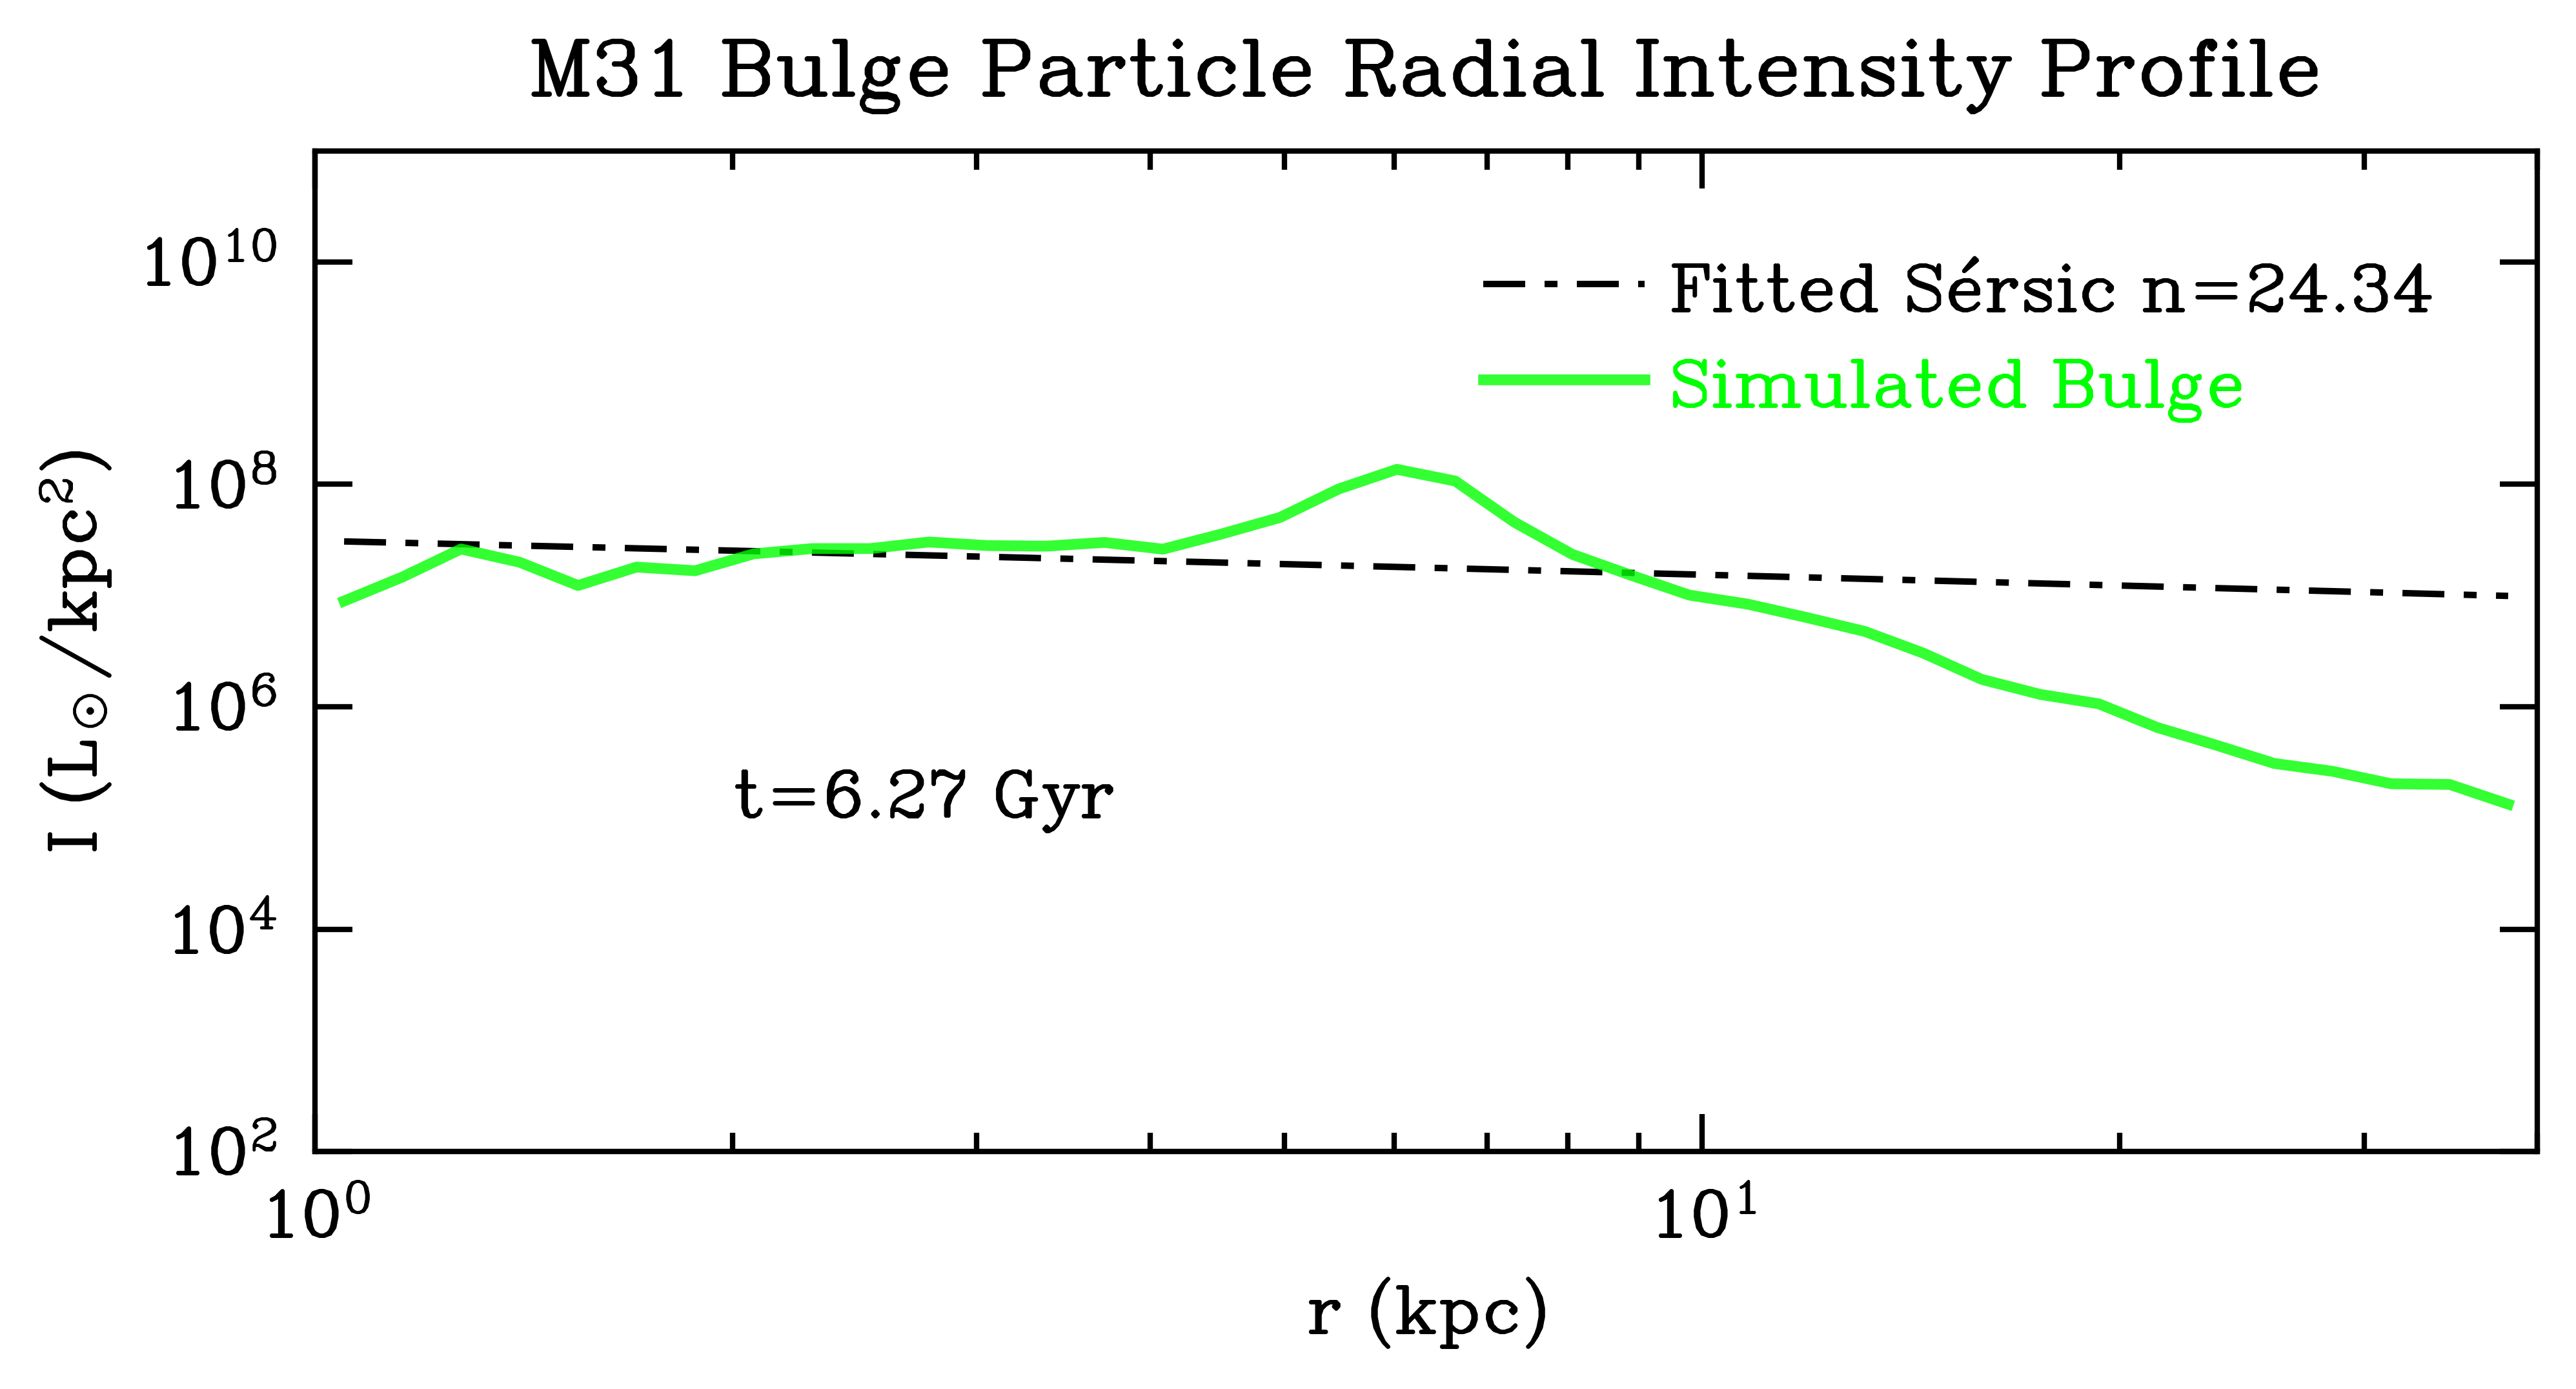 M31 Bulge Particle Radial Intensity Profile
10¹⁰
10⁸
10⁶
10⁴
10²
I (L⊙/kpc²)
Fitted Sérsic n=24.34
Simulated Bulge
t=6.27 Gyr
10⁰ 10¹
r (kpc)